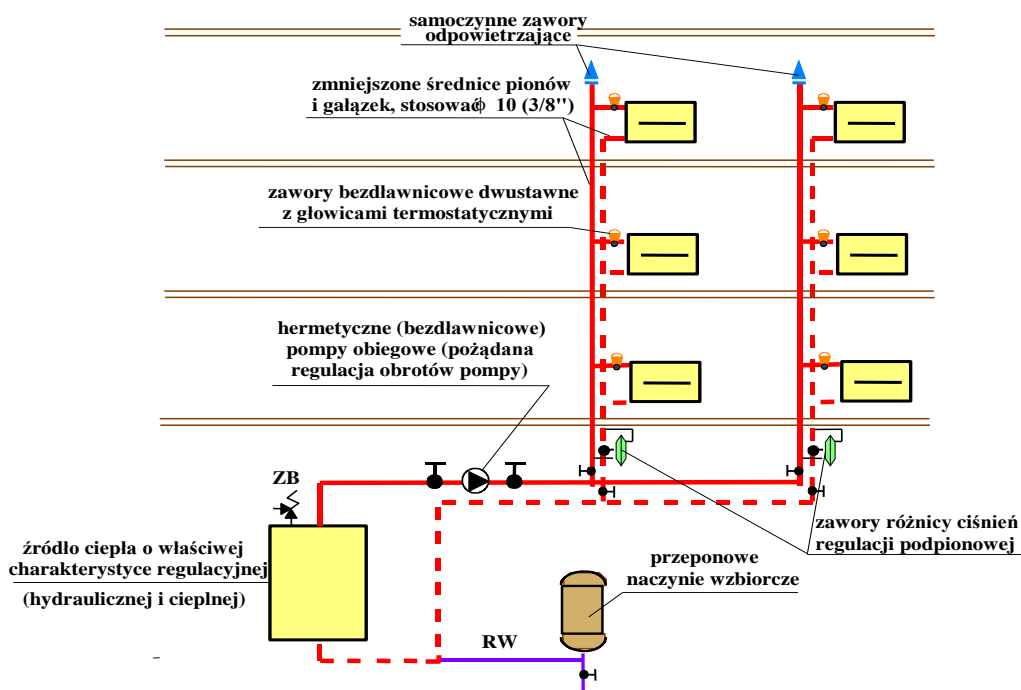 samoczynne zawory
odpowietrzające
zmniejszone średnice pionów
i gałązek, stosować ϕ 10 (3/8")
zawory bezdławnicowe dwustawne
z głowicami termostatycznymi
hermetyczne (bezdławnicowe)
pompy obiegowe (pożądana
regulacja obrotów pompy)
ZB
źródło ciepła o właściwej
charakterystyce regulacyjnej
(hydraulicznej i cieplnej)
zawory różnicy ciśnień
regulacji podpionowej
przeponowe
naczynie wzbiorcze
RW